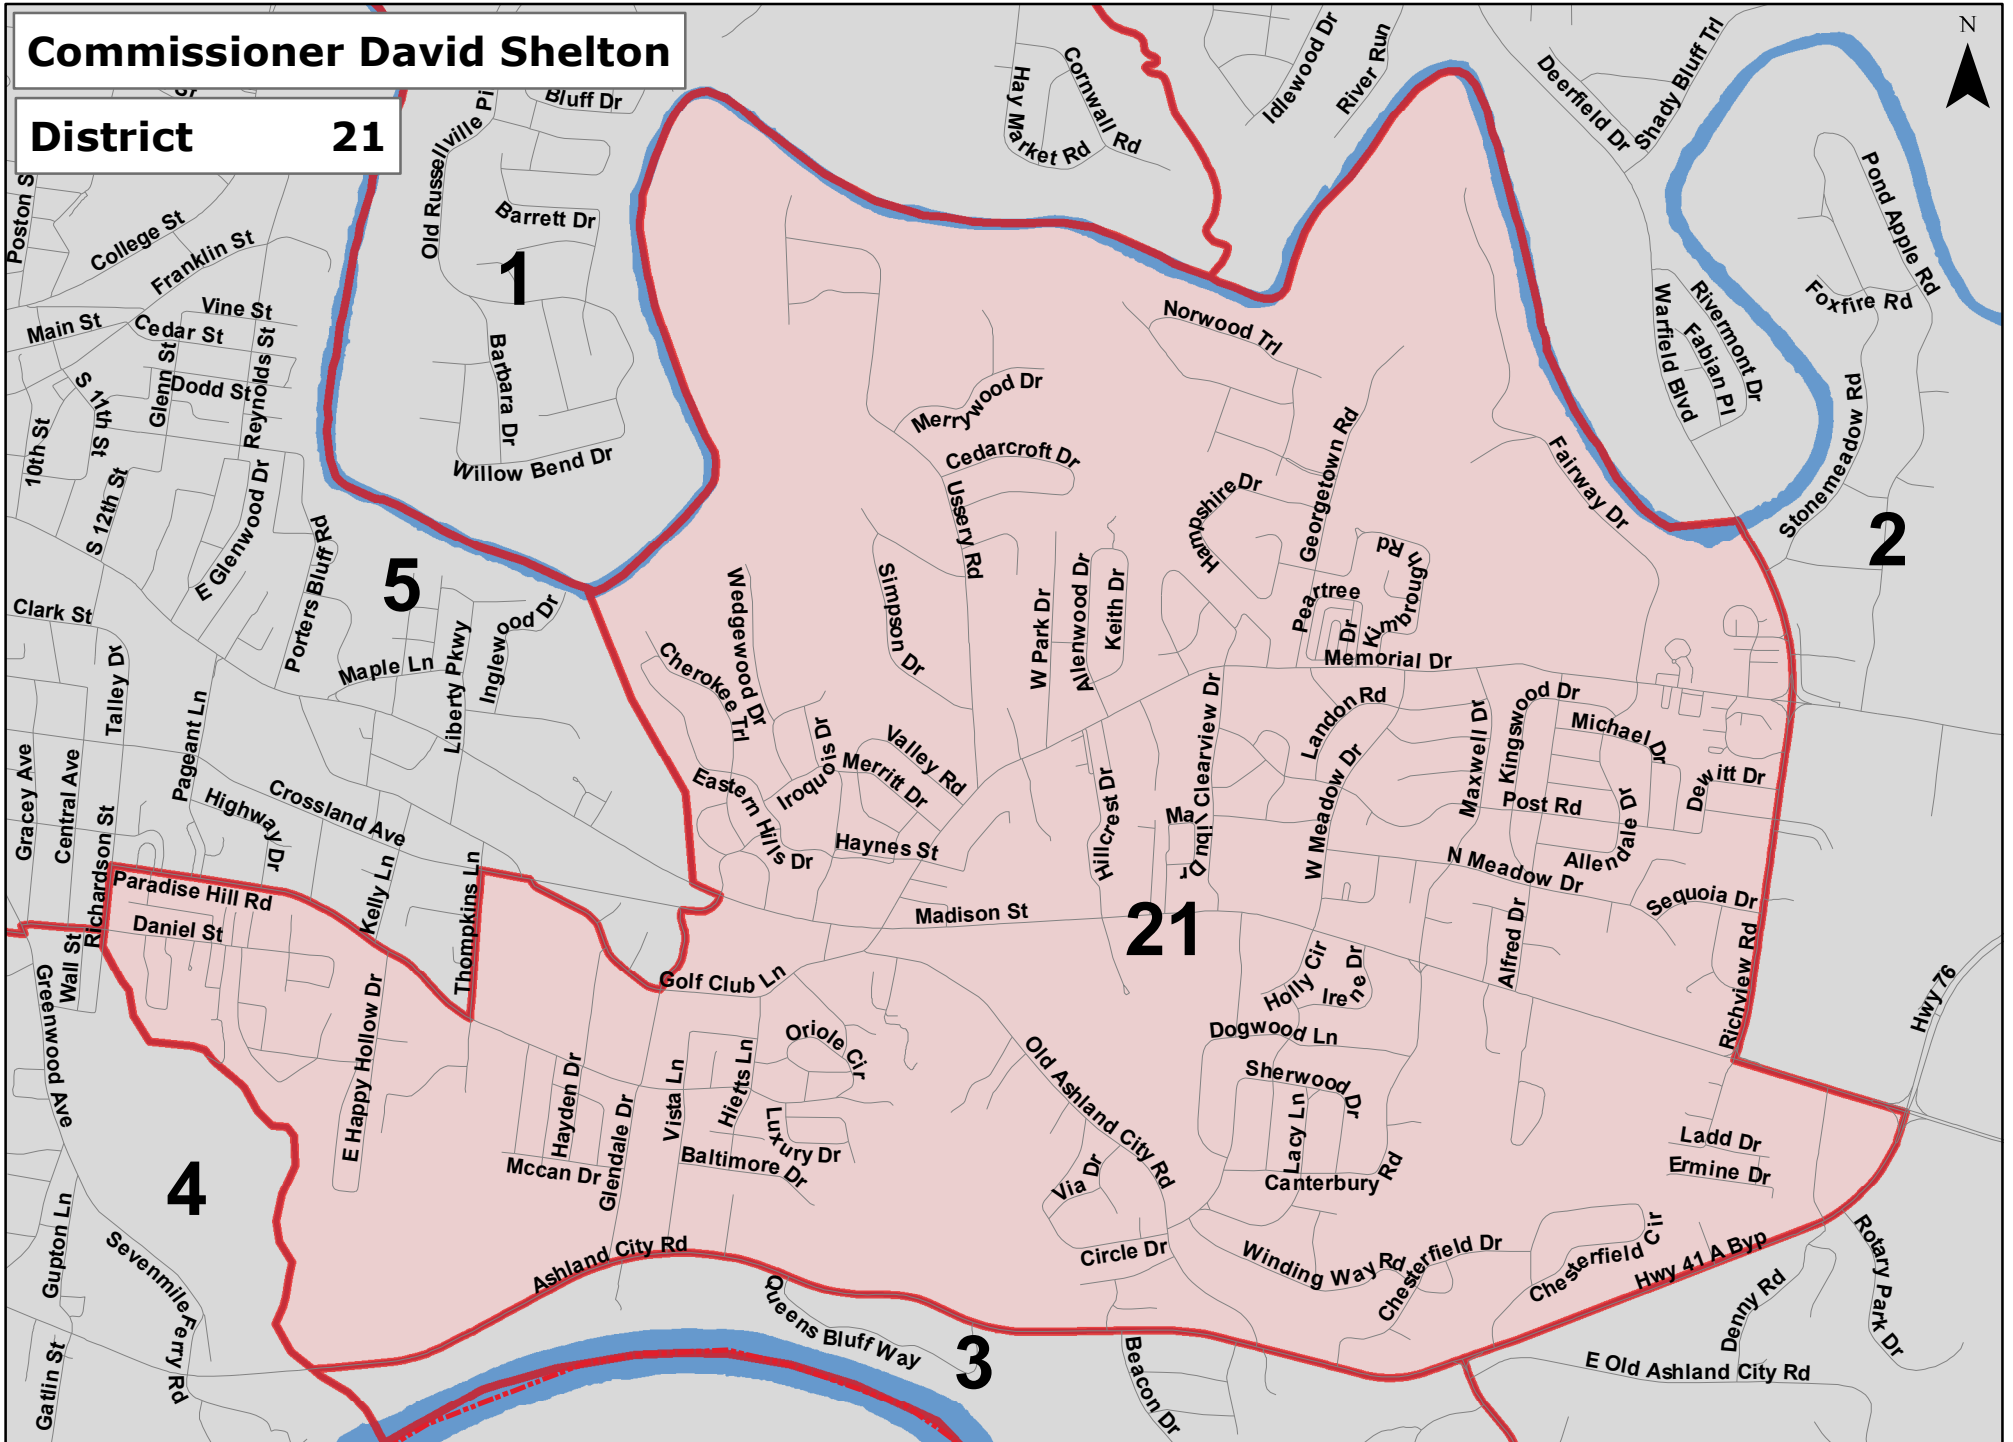 Commissioner David Shelton
District 21
N
Bluff Dr
Old Russellville Pi
Barrett Dr
1
Barbara Dr
Willow Bend Dr
Hay Market Rd
Cornwall Rd
Idlewood Dr
River Run
Deerfield Dr
Shady Bluff Trl
Pond Apple Rd
Foxfire Rd
Rivermont Dr
Fabian Pl
Warfield Blvd
Stonemeadow Rd
2
Poston S
College St
Franklin St
Vine St
Main St
Cedar St
Glenn St
Dodd St
Reynolds St
S 11th St
10th St
S 12th St
E Glenwood Dr
Porters Bluff Rd
5
Clark St
Talley Dr
Maple Ln
Liberty Pkwy
Inglewood Dr
Pageant Ln
Gracey Ave
Central Ave
Highway Dr
Crossland Ave
Richardson St
Kelly Ln
Thompkins Ln
Paradise Hill Rd
Daniel St
Wall St
Greenwood Ave
E Happy Hollow Dr
4
Gupton Ln
Sevenmile Ferry Rd
Gatlin St
Norwood Trl
Merrywood Dr
Cedarcroft Dr
Ussery Rd
Georgetown Rd
Hampshire Dr
Fairway Dr
Kimbrough Rd
Peartree Dr
Memorial Dr
Wedgewood Dr
Simpson Dr
W Park Dr
Allenwood Dr
Keith Dr
Cherokee Trl
Iroquois Dr
Valley Rd
Merritt Dr
Eastern Hills Dr
Haynes St
Hillcrest Dr
Clearview Dr
Landon Rd
W Meadow Dr
Maxwell Dr
Kingswood Dr
Michael Dr
Dewitt Dr
Post Rd
Allendale Dr
N Meadow Dr
Sequoia Dr
Madison St
21
Alfred Dr
Richview Rd
Hwy 76
Golf Club Ln
Holly Cir
Irene Dr
Dogwood Ln
Oriole Cir
Old Ashland City Rd
Sherwood Dr
Lacy Ln
Canterbury Rd
Hayden Dr
Glendale Dr
Vista Ln
Hietts Ln
Luxury Dr
Baltimore Dr
Mccan Dr
Via Dr
Circle Dr
Winding Way Rd
Chesterfield Dr
Chesterfield Cir
Ladd Dr
Ermine Dr
Hwy 41 A Byp
Ashland City Rd
Queens Bluff Way
3
Beacon Dr
Denny Rd
Rotary Park Dr
E Old Ashland City Rd